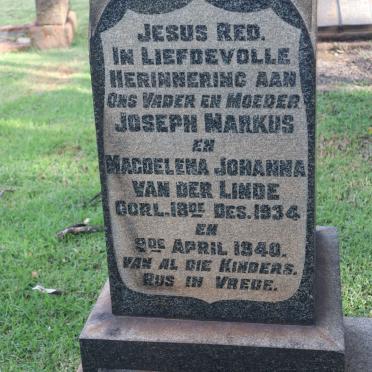 JESUS RED.
IN LIEFDEVOLLE
HERINNERING AAN
ONS VADER EN MOEDER
JOSEPH MARKUS
EN
MAGDELENA JOHANNA
VAN DER LINDE
OORL. 18DE DES. 1934
EN
9DE APRIL 1940.
VAN AL DIE KINDERS.
RUS IN VREDE.